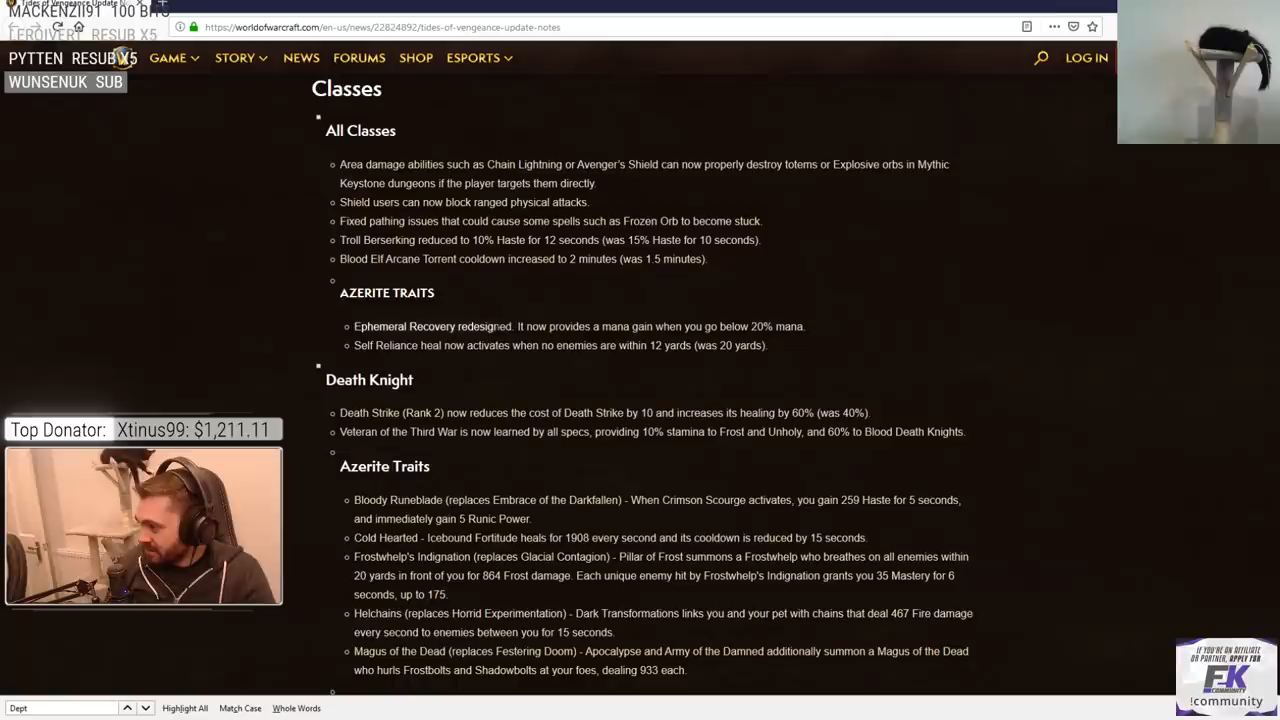 Tides of Vengeance Update N
MACKENZII91 100 BITS
LEROIVERT RESUB X5
PYTTEN RESUB X5
WUNSENUK SUB
https://worldofwarcraft.com/en-us/news/22824892/tides-of-vengeance-update-notes
GAME STORY NEWS FORUMS SHOP ESPORTS LOG IN
Classes
All Classes
Area damage abilities such as Chain Lightning or Avenger's Shield can now properly destroy totems or Explosive orbs in Mythic
Keystone dungeons if the player targets them directly.
Shield users can now block ranged physical attacks.
Fixed pathing issues that could cause some spells such as Frozen Orb to become stuck.
Troll Berserking reduced to 10% Haste for 12 seconds (was 15% Haste for 10 seconds).
Blood Elf Arcane Torrent cooldown increased to 2 minutes (was 1.5 minutes).
AZERITE TRAITS
Ephemeral Recovery redesigned. It now provides a mana gain when you go below 20% mana.
Self Reliance heal now activates when no enemies are within 12 yards (was 20 yards).
Death Knight
Death Strike (Rank 2) now reduces the cost of Death Strike by 10 and increases its healing by 60% (was 40%).
Veteran of the Third War is now learned by all specs, providing 10% stamina to Frost and Unholy, and 60% to Blood Death Knights.
Azerite Traits
Bloody Runeblade (replaces Embrace of the Darkfallen) - When Crimson Scourge activates, you gain 259 Haste for 5 seconds,
and immediately gain 5 Runic Power.
Cold Hearted - Icebound Fortitude heals for 1908 every second and its cooldown is reduced by 15 seconds.
Frostwhelp's Indignation (replaces Glacial Contagion) - Pillar of Frost summons a Frostwhelp who breathes on all enemies within
20 yards in front of you for 864 Frost damage. Each unique enemy hit by Frostwhelp's Indignation grants you 35 Mastery for 6
seconds, up to 175.
Helchains (replaces Horrid Experimentation) - Dark Transformations links you and your pet with chains that deal 467 Fire damage
every second to enemies between you for 15 seconds.
Magus of the Dead (replaces Festering Doom) - Apocalypse and Army of the Damned additionally summon a Magus of the Dead
who hurls Frostbolts and Shadowbolts at your foes, dealing 933 each.
Top Donator: Xtinus99: $1,211.11
Dept Highlight All Match Case Whole Words
IF YOU'RE AN AFFILIATE
OR PARTNER, APPLY FOR
F2K
COMMUNITY
!community